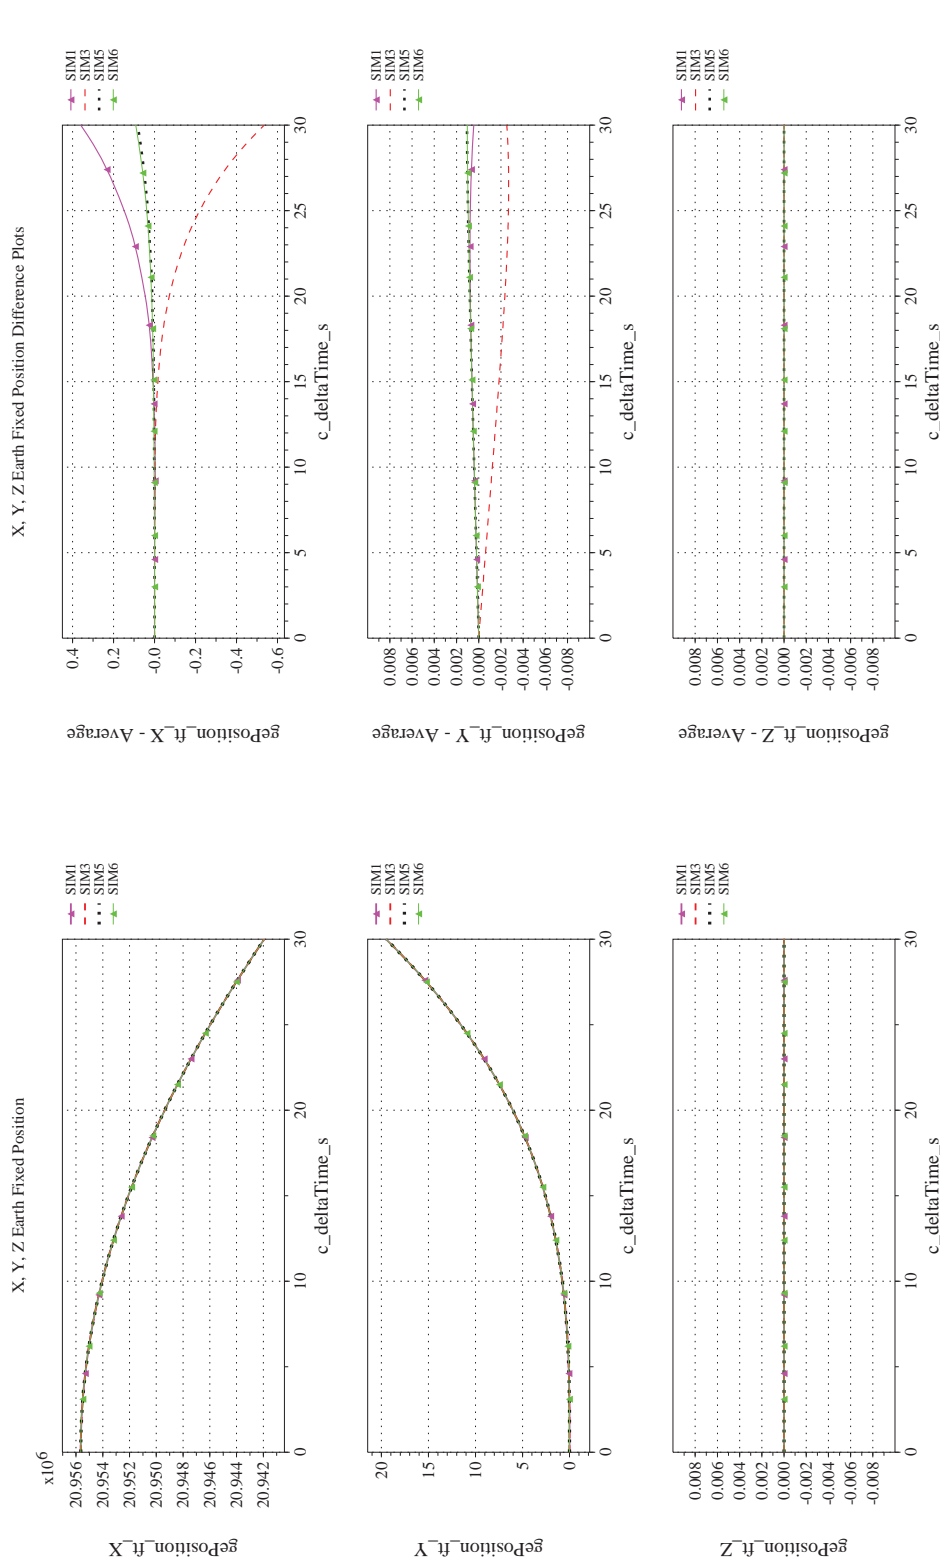 X, Y, Z Earth Fixed Position
x10^6
20.956
20.954
20.952
20.950
20.948
20.946
20.944
20.942
gePosition_ft_X
0
10
20
30
c_deltaTime_s
SIM1
SIM3
SIM5
SIM6
20
15
10
5
0
gePosition_ft_Y
0
10
20
30
c_deltaTime_s
SIM1
SIM3
SIM5
SIM6
0.008
0.006
0.004
0.002
0.000
-0.002
-0.004
-0.006
-0.008
gePosition_ft_Z
0
10
20
30
c_deltaTime_s
SIM1
SIM3
SIM5
SIM6
X, Y, Z Earth Fixed Position Difference Plots
0.4
0.2
-0.0
-0.2
-0.4
-0.6
gePosition_ft_X - Average
0
5
10
15
20
25
30
c_deltaTime_s
SIM1
SIM3
SIM5
SIM6
0.008
0.006
0.004
0.002
0.000
-0.002
-0.004
-0.006
-0.008
gePosition_ft_Y - Average
0
5
10
15
20
25
30
c_deltaTime_s
SIM1
SIM3
SIM5
SIM6
0.008
0.006
0.004
0.002
0.000
-0.002
-0.004
-0.006
-0.008
gePosition_ft_Z - Average
0
5
10
15
20
25
30
c_deltaTime_s
SIM1
SIM3
SIM5
SIM6